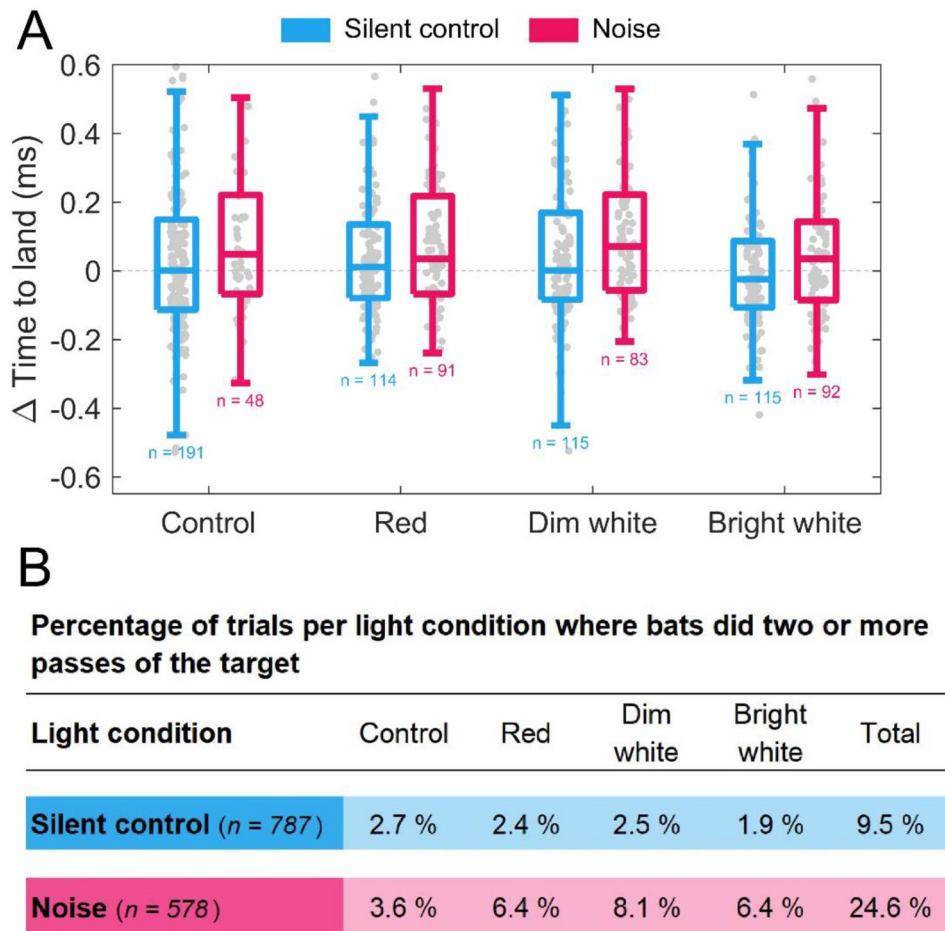 A
Silent control Noise
0.6
0.4
0.2
0
-0.2
-0.4
-0.6
Δ Time to land (ms)
n = 191
n = 48
n = 114
n = 91
n = 115
n = 83
n = 115
n = 92
Control Red Dim white Bright white
B
Percentage of trials per light condition where bats did two or more
passes of the target
Light condition Control Red Dim white Bright white Total
Silent control (n = 787) 2.7 % 2.4 % 2.5 % 1.9 % 9.5 %
Noise (n = 578) 3.6 % 6.4 % 8.1 % 6.4 % 24.6 %